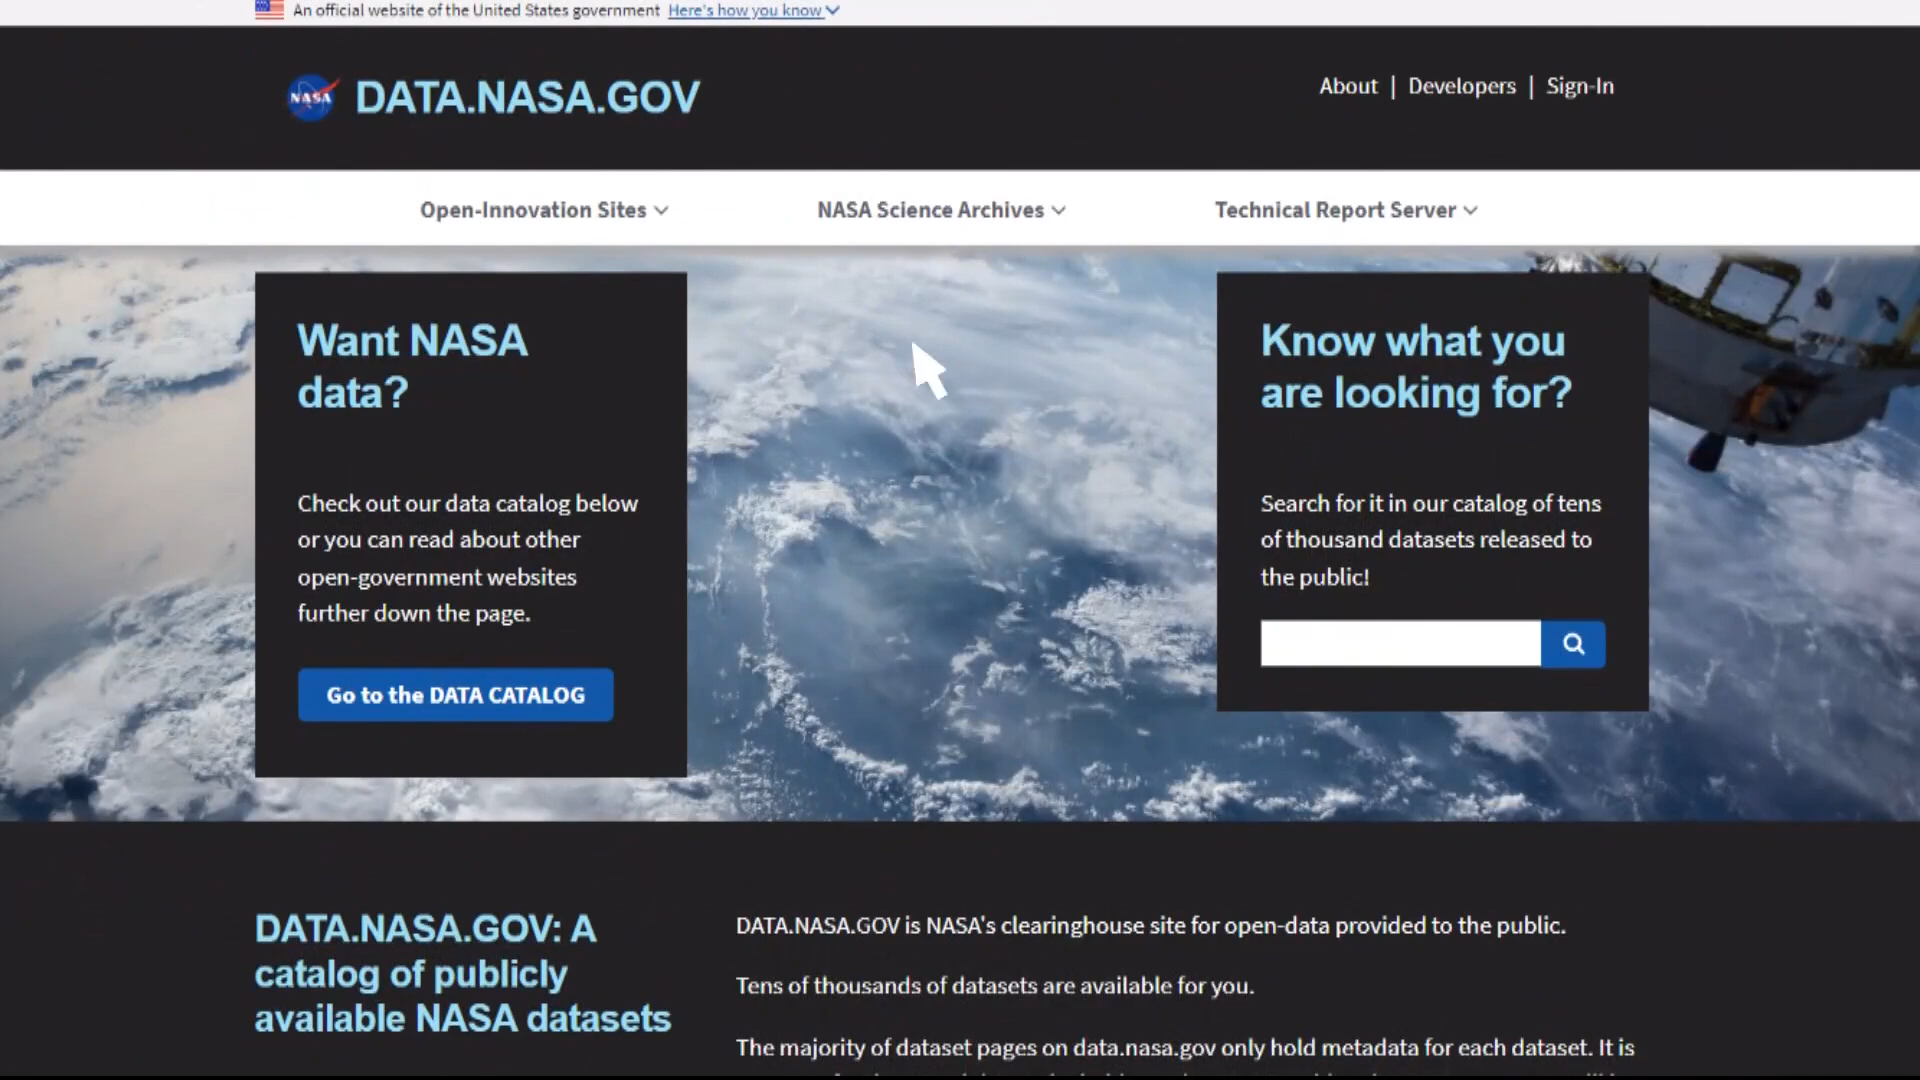 An official website of the United States government Here's how you know
NASA DATA.NASA.GOV
About | Developers | Sign-In
Open-Innovation Sites
NASA Science Archives
Technical Report Server
Want NASA
data?
Check out our data catalog below
or you can read about other
open-government websites
further down the page.
Go to the DATA CATALOG
Know what you
are looking for?
Search for it in our catalog of tens
of thousand datasets released to
the public!
DATA.NASA.GOV: A
catalog of publicly
available NASA datasets
DATA.NASA.GOV is NASA's clearinghouse site for open-data provided to the public.
Tens of thousands of datasets are available for you.
The majority of dataset pages on data.nasa.gov only hold metadata for each dataset. It is